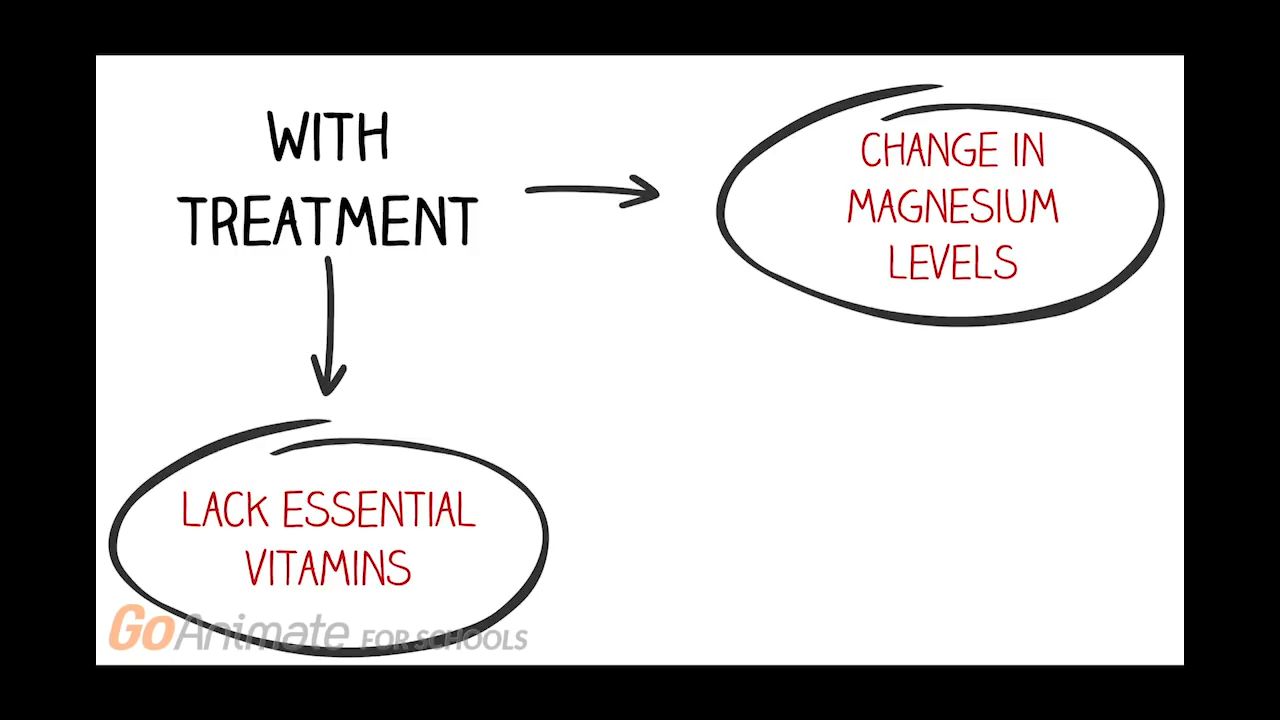 WITH
TREATMENT
CHANGE IN
MAGNESIUM
LEVELS
LACK ESSENTIAL
VITAMINS
GoAnimate FOR SCHOOLS